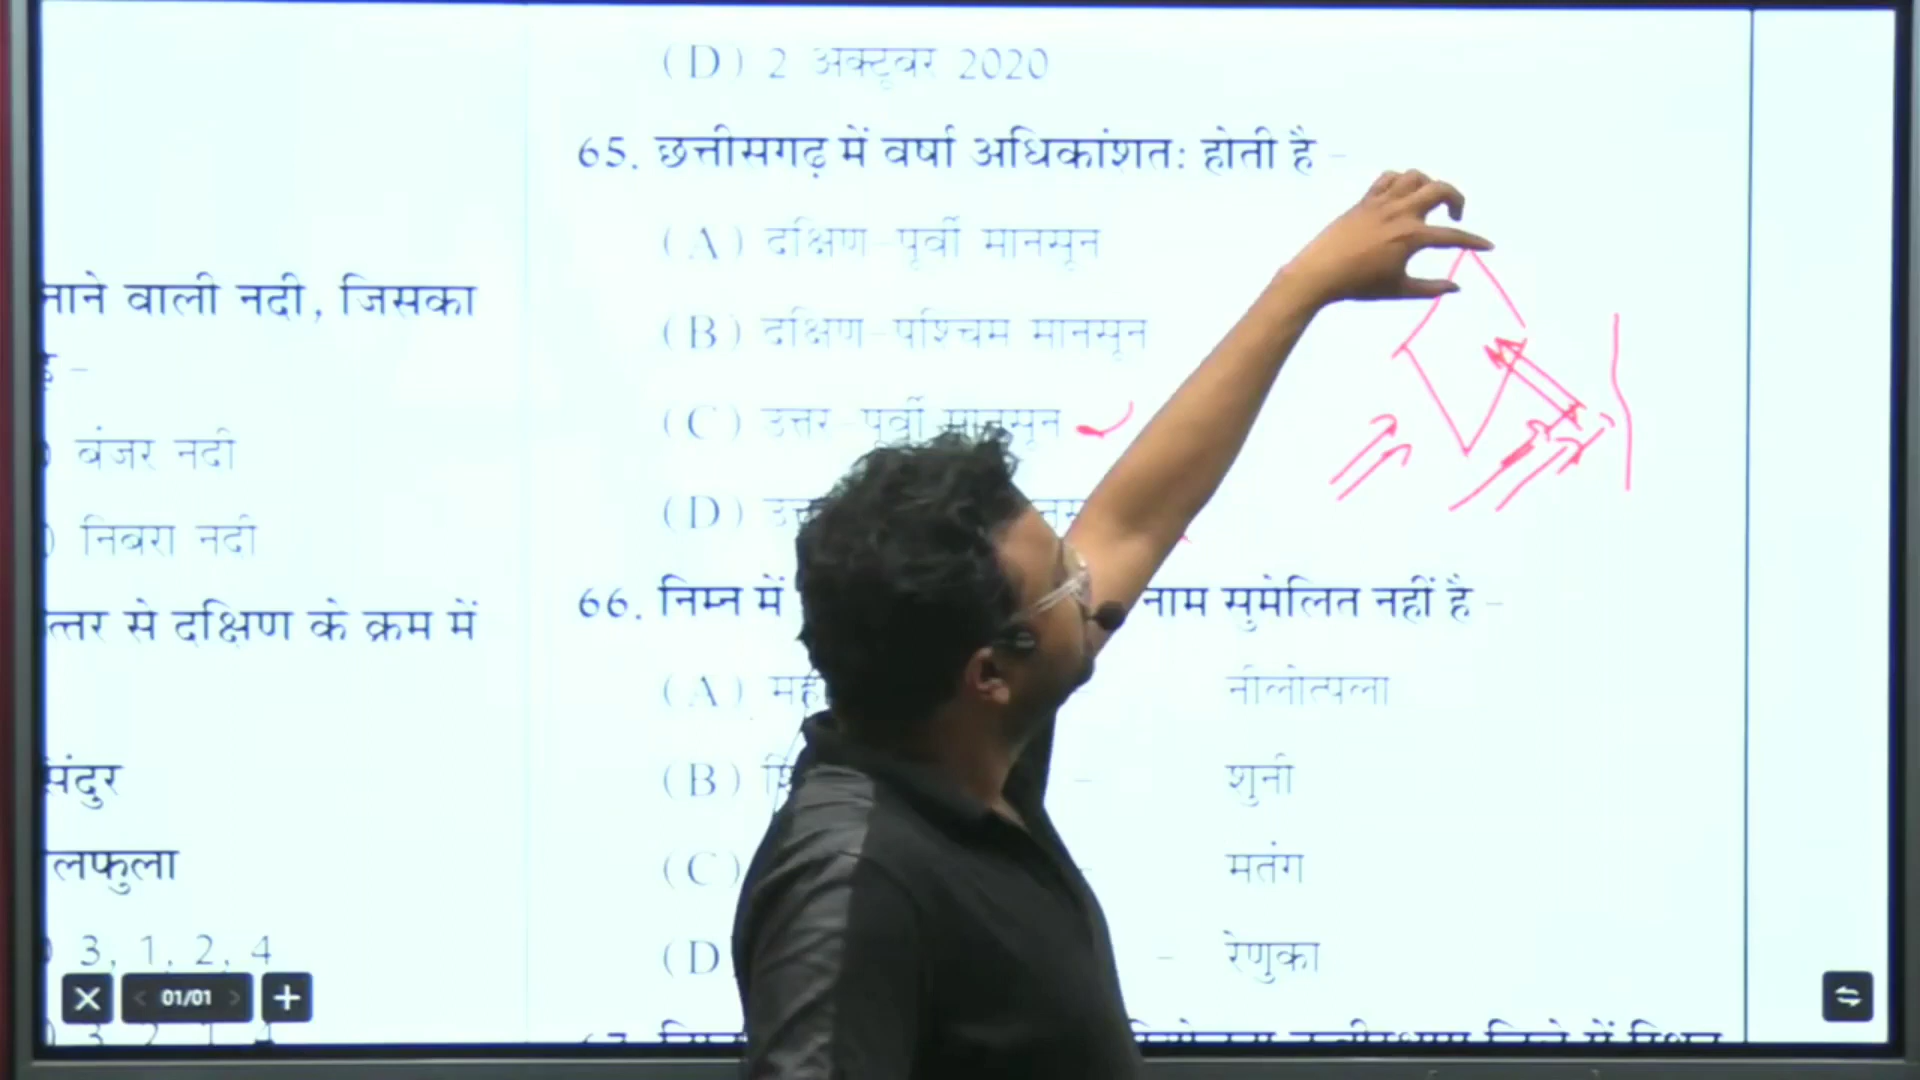 नाने वाली नदी, जिसका
है –
बंजर नदी
निबरा नदी
त्तर से दक्षिण के क्रम में
लफुला
3, 1, 2, 4
(D) 2 अक्टूबर 2020
65. छत्तीसगढ़ में वर्षा अधिकांशतः होती है –
(A) दक्षिण-पूर्वी मानसून
(B) दक्षिण-पश्चिम मानसून
(C) उत्तर-पूर्वी मानसून
(D)
66. निम्न में नाम सुमेलित नहीं है –
(A) मह – नीलोत्पला
(B) – शुनी
(C) – मतंग
(D – रेणुका
01/01